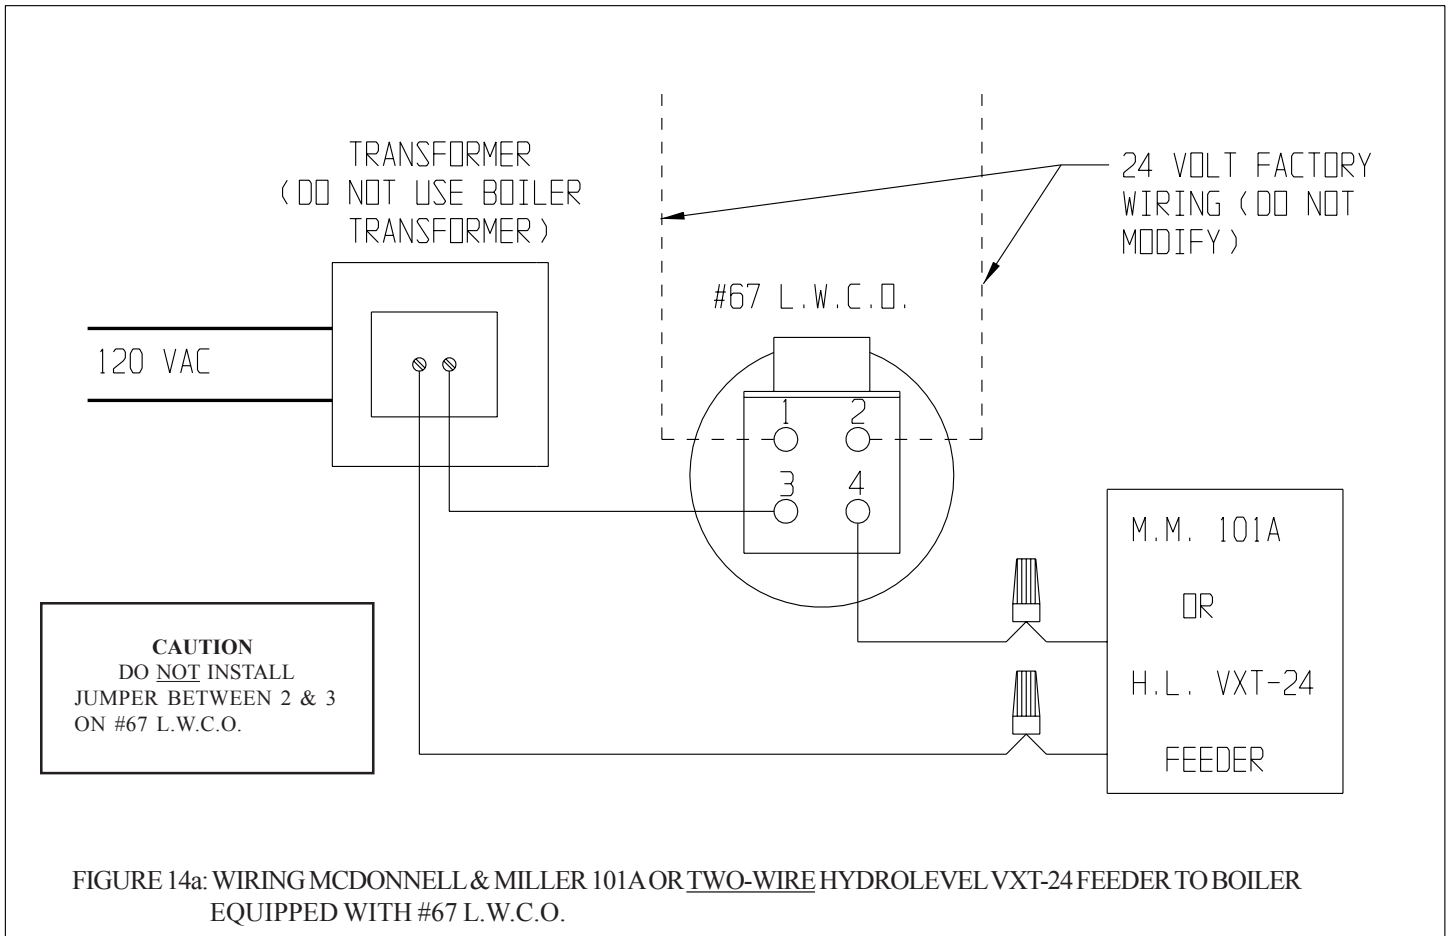 TRANSFORMER
(DO NOT USE BOILER
TRANSFORMER)
24 VOLT FACTORY
WIRING (DO NOT
MODIFY)
#67 L.W.C.O.
120 VAC
1 2
3 4
M.M. 101A
OR
H.L. VXT-24
FEEDER
CAUTION
DO NOT INSTALL
JUMPER BETWEEN 2 & 3
ON #67 L.W.C.O.
FIGURE 14a: WIRING MCDONNELL & MILLER 101A OR TWO-WIRE HYDROLEVEL VXT-24 FEEDER TO BOILER
EQUIPPED WITH #67 L.W.C.O.